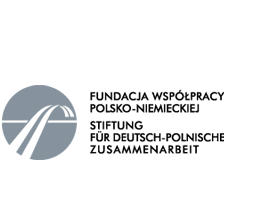 FUNDACJA WSPÓŁPRACY
POLSKO-NIEMIECKIEJ
STIFTUNG
FÜR DEUTSCH-POLNISCHE
ZUSAMMENARBEIT